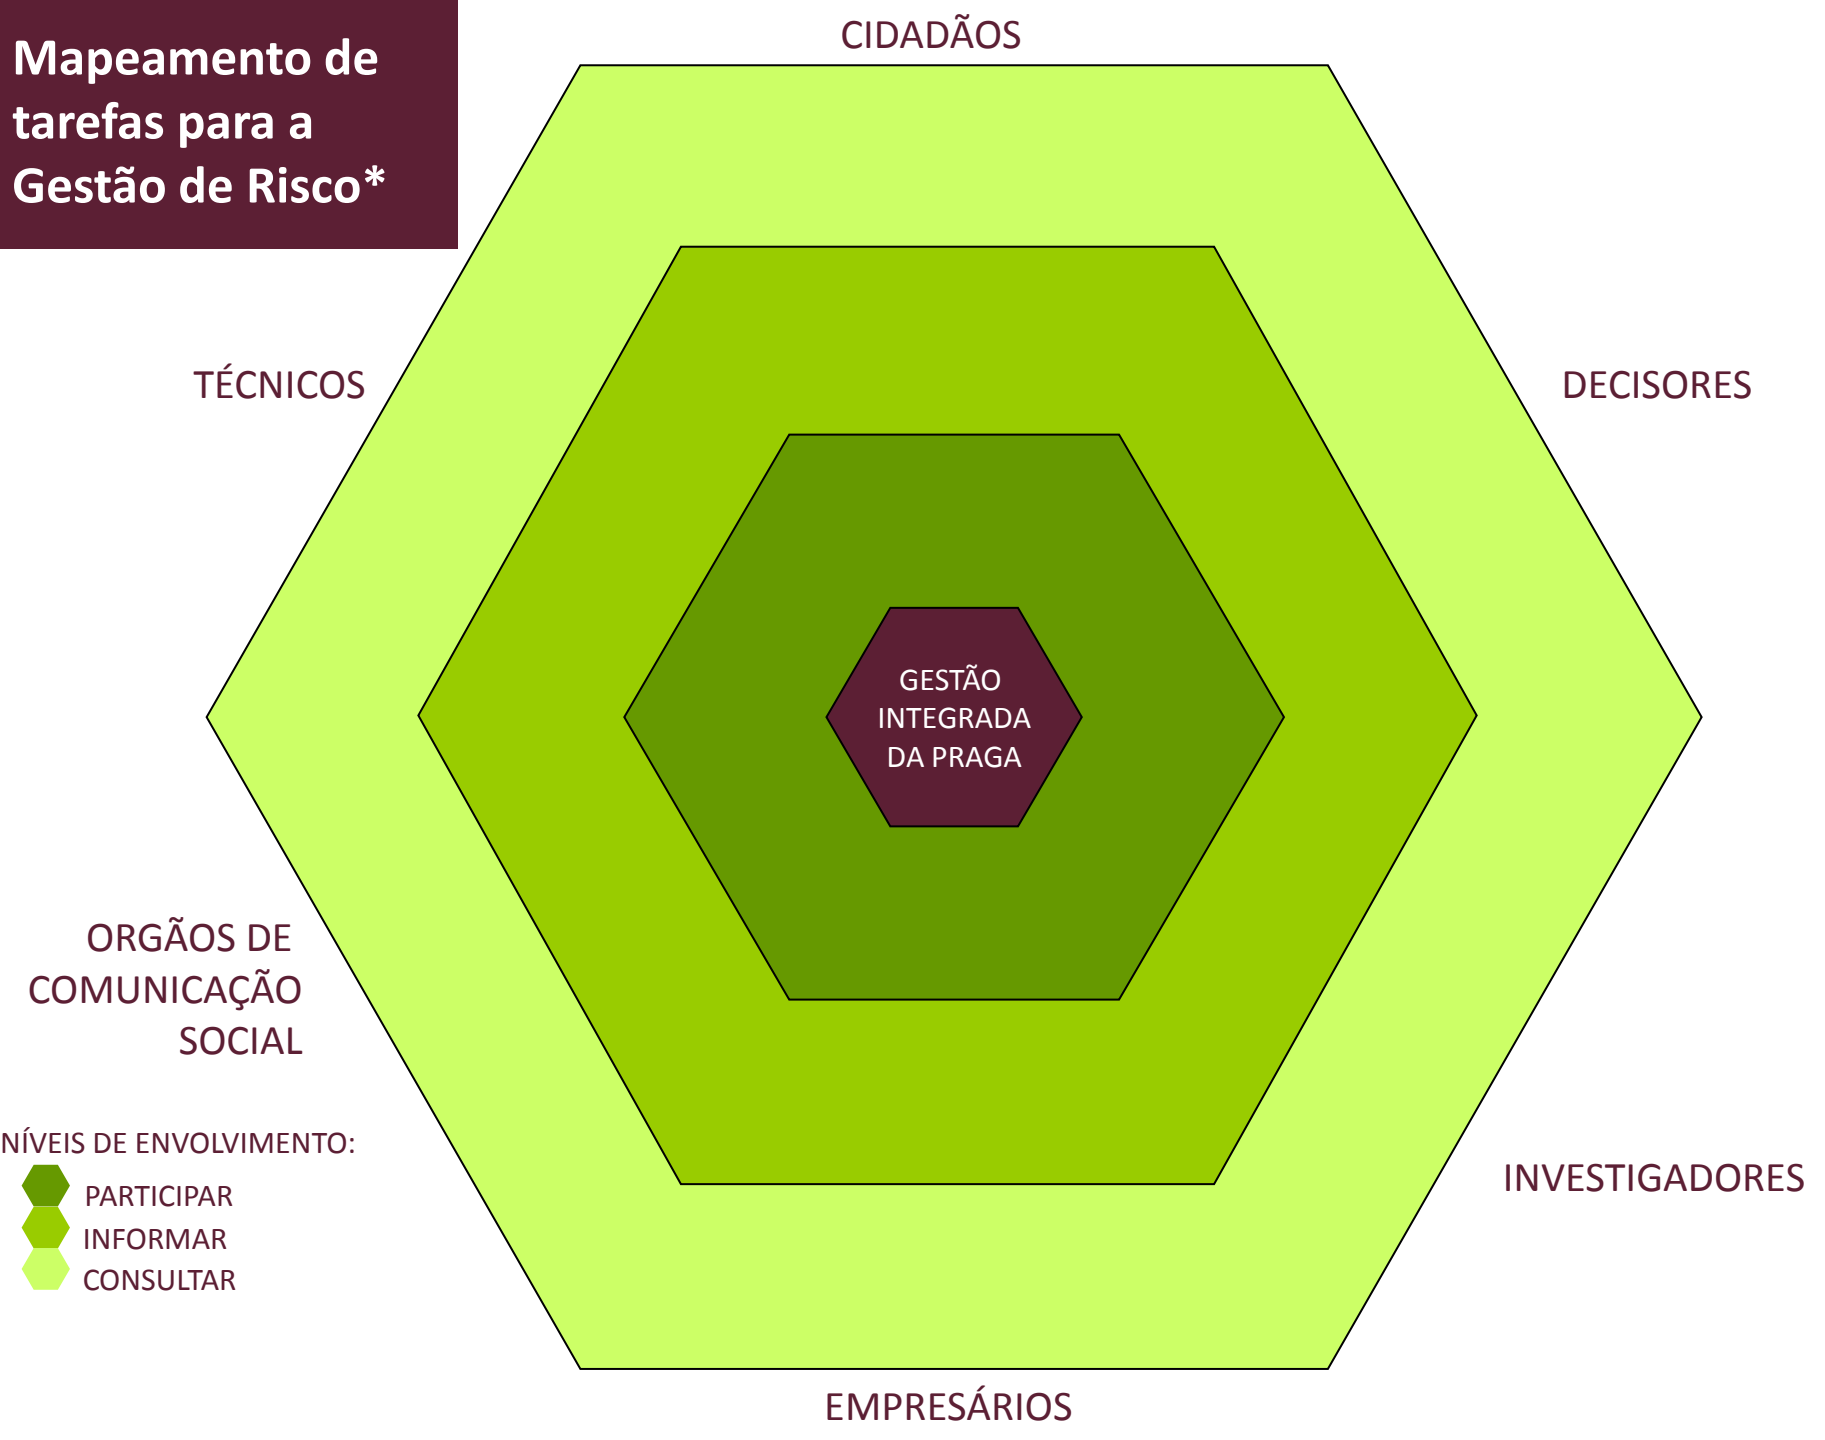 Mapeamento de
tarefas para a
Gestão de Risco*
CIDADÃOS
TÉCNICOS
DECISORES
GESTÃO
INTEGRADA
DA PRAGA
ORGÃOS DE
COMUNICAÇÃO
SOCIAL
NÍVEIS DE ENVOLVIMENTO:
PARTICIPAR
INFORMAR
CONSULTAR
INVESTIGADORES
EMPRESÁRIOS